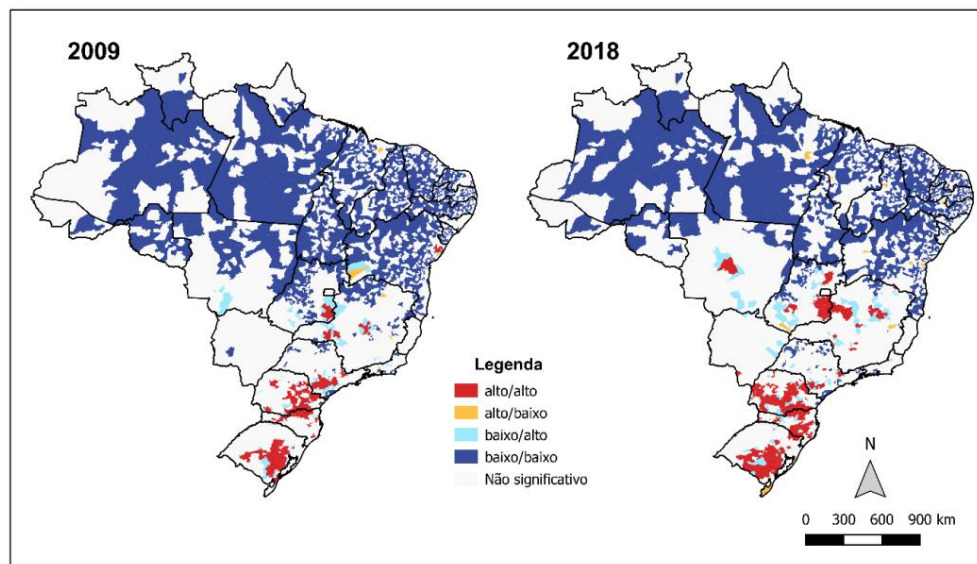 2009
2018
Legenda
alto/alto
alto/baixo
baixo/alto
baixo/baixo
Não significativo
N
0 300 600 900 km